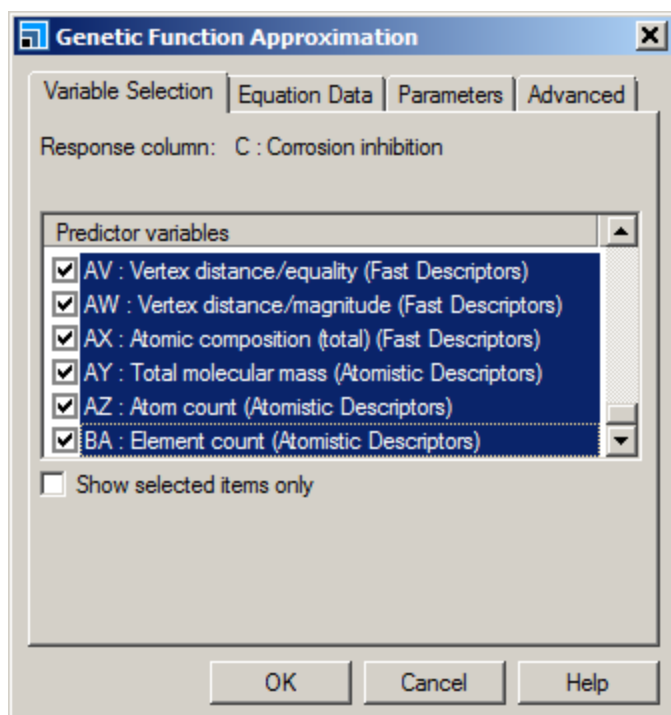 Genetic Function Approximation
Variable Selection Equation Data Parameters Advanced
Response column: C : Corrosion inhibition
Predictor variables
AV : Vertex distance/equality (Fast Descriptors)
AW : Vertex distance/magnitude (Fast Descriptors)
AX : Atomic composition (total) (Fast Descriptors)
AY : Total molecular mass (Atomistic Descriptors)
AZ : Atom count (Atomistic Descriptors)
BA : Element count (Atomistic Descriptors)
Show selected items only
OK Cancel Help